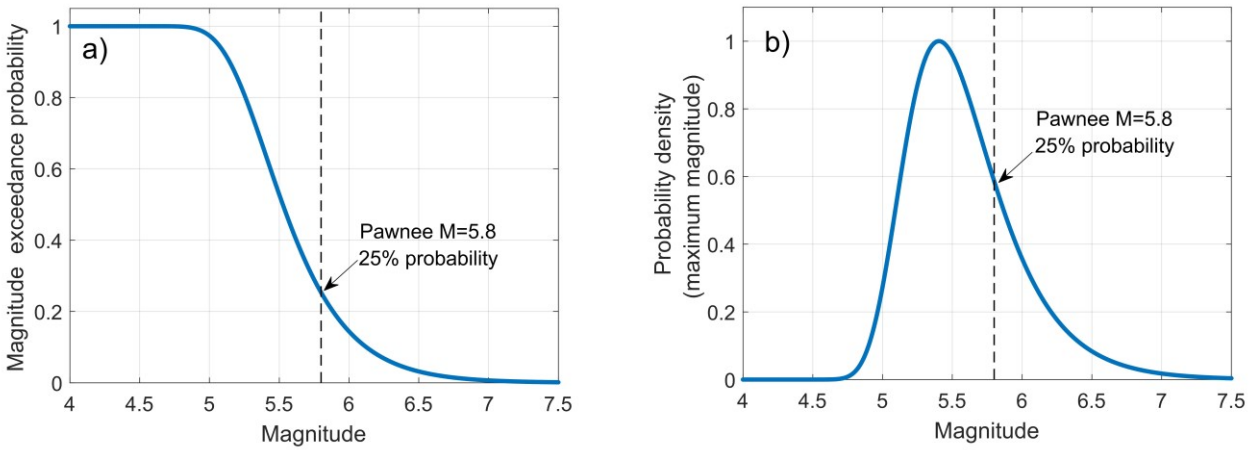 a)
Magnitude exceedance probability
1
0.8
0.6
0.4
0.2
0
Pawnee M=5.8
25% probability
4 4.5 5 5.5 6 6.5 7 7.5
Magnitude
b)
Probability density
(maximum magnitude)
1
0.8
0.6
0.4
0.2
0
Pawnee M=5.8
25% probability
4 4.5 5 5.5 6 6.5 7 7.5
Magnitude